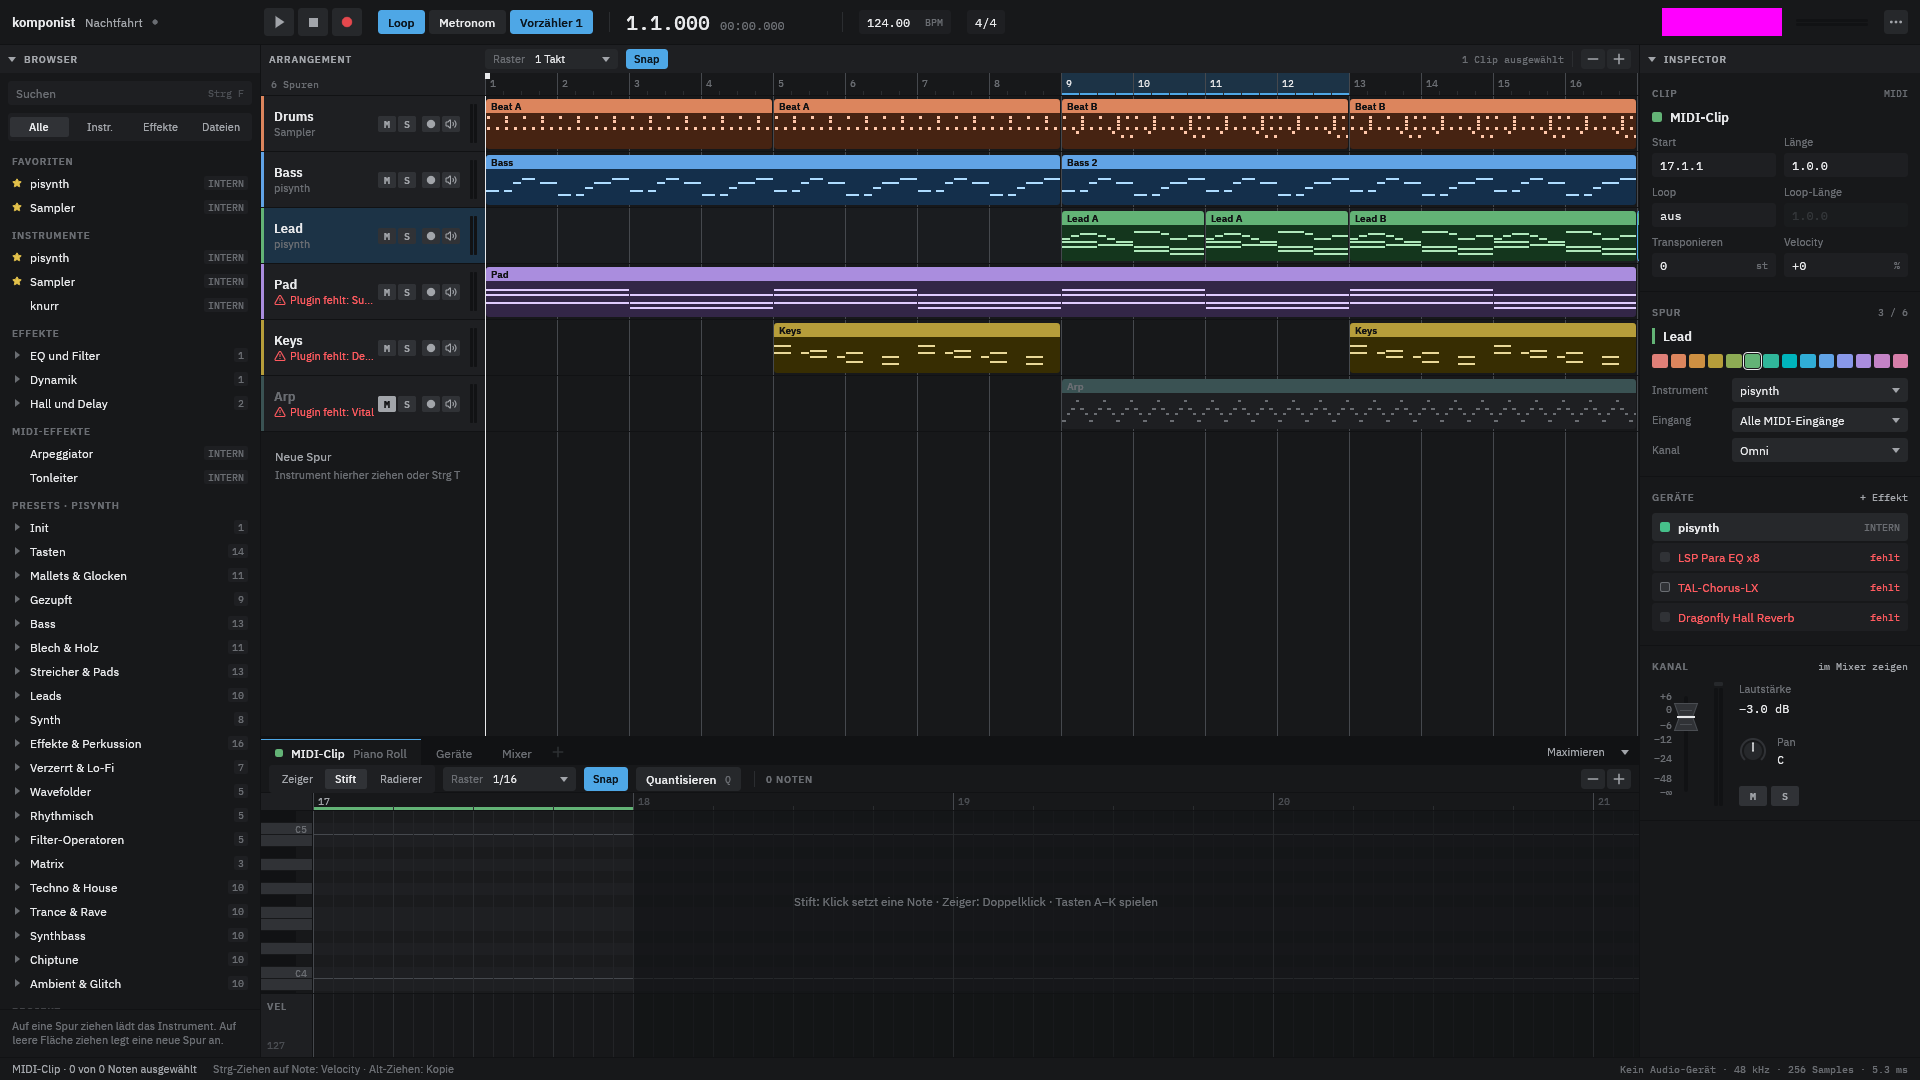 komponist Nachtfahrt
Loop Metronom Vorzähler 1
1.1.000 00:00.000
124.00 BPM 4/4
BROWSER
Suchen Strg F
Alle Instr. Effekte Dateien
FAVORITEN
pisynth INTERN
Sampler INTERN
INSTRUMENTE
pisynth INTERN
Sampler INTERN
knurr INTERN
EFFEKTE
EQ und Filter 1
Dynamik 1
Hall und Delay 2
MIDI-EFFEKTE
Arpeggiator INTERN
Tonleiter INTERN
PRESETS · PISYNTH
Init 1
Tasten 14
Mallets & Glocken 11
Gezupft 9
Bass 13
Blech & Holz 11
Streicher & Pads 13
Leads 10
Synth 8
Effekte & Perkussion 16
Verzerrt & Lo-Fi 7
Wavefolder 5
Rhythmisch 5
Filter-Operatoren 5
Matrix 3
Techno & House 10
Trance & Rave 10
Synthbass 10
Chiptune 10
Ambient & Glitch 10
Auf eine Spur ziehen lädt das Instrument. Auf
leere Fläche ziehen legt eine neue Spur an.
ARRANGEMENT
Raster 1 Takt Snap
1 Clip ausgewählt
6 Spuren
1 2 3 4 5 6 7 8 9 10 11 12 13 14 15 16
Drums
Sampler
M S
Beat A Beat A Beat B Beat B
Bass
pisynth
M S
Bass Bass 2
Lead
pisynth
M S
Lead A Lead A Lead B
Pad
Plugin fehlt: Su...
M S
Pad
Keys
Plugin fehlt: De...
M S
Keys Keys
Arp
Plugin fehlt: Vital
M S
Arp
Neue Spur
Instrument hierher ziehen oder Strg T
MIDI-Clip Piano Roll Geräte Mixer
Maximieren
Zeiger Stift Radierer
Raster 1/16 Snap
Quantisieren Q
0 NOTEN
17 18 19 20 21
C5
C4
Stift: Klick setzt eine Note · Zeiger: Doppelklick · Tasten A–K spielen
VEL
127
INSPECTOR
CLIP MIDI
MIDI-Clip
Start Länge
17.1.1 1.0.0
Loop Loop-Länge
aus 1.0.0
Transponieren Velocity
0 st +0 %
SPUR 3 / 6
Lead
Instrument pisynth
Eingang Alle MIDI-Eingänge
Kanal Omni
GERÄTE + Effekt
pisynth INTERN
LSP Para EQ x8 fehlt
TAL-Chorus-LX fehlt
Dragonfly Hall Reverb fehlt
KANAL im Mixer zeigen
+6
0
−6
−12
−24
−48
−∞
Lautstärke
−3.0 dB
Pan
C
M S
MIDI-Clip · 0 von 0 Noten ausgewählt Strg-Ziehen auf Note: Velocity · Alt-Ziehen: Kopie
Kein Audio-Gerät · 48 kHz · 256 Samples · 5.3 ms